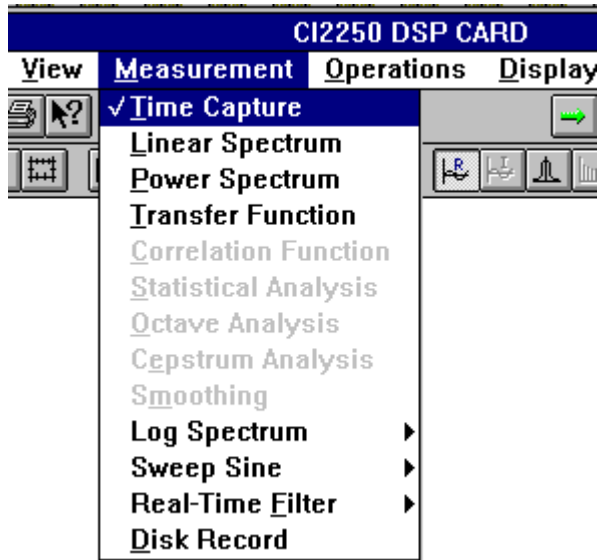 CI2250 DSP CARD
View Measurement Operations Display
✓Time Capture
Linear Spectrum
Power Spectrum
Transfer Function
Correlation Function
Statistical Analysis
Octave Analysis
Cepstrum Analysis
Smoothing
Log Spectrum
Sweep Sine
Real-Time Filter
Disk Record